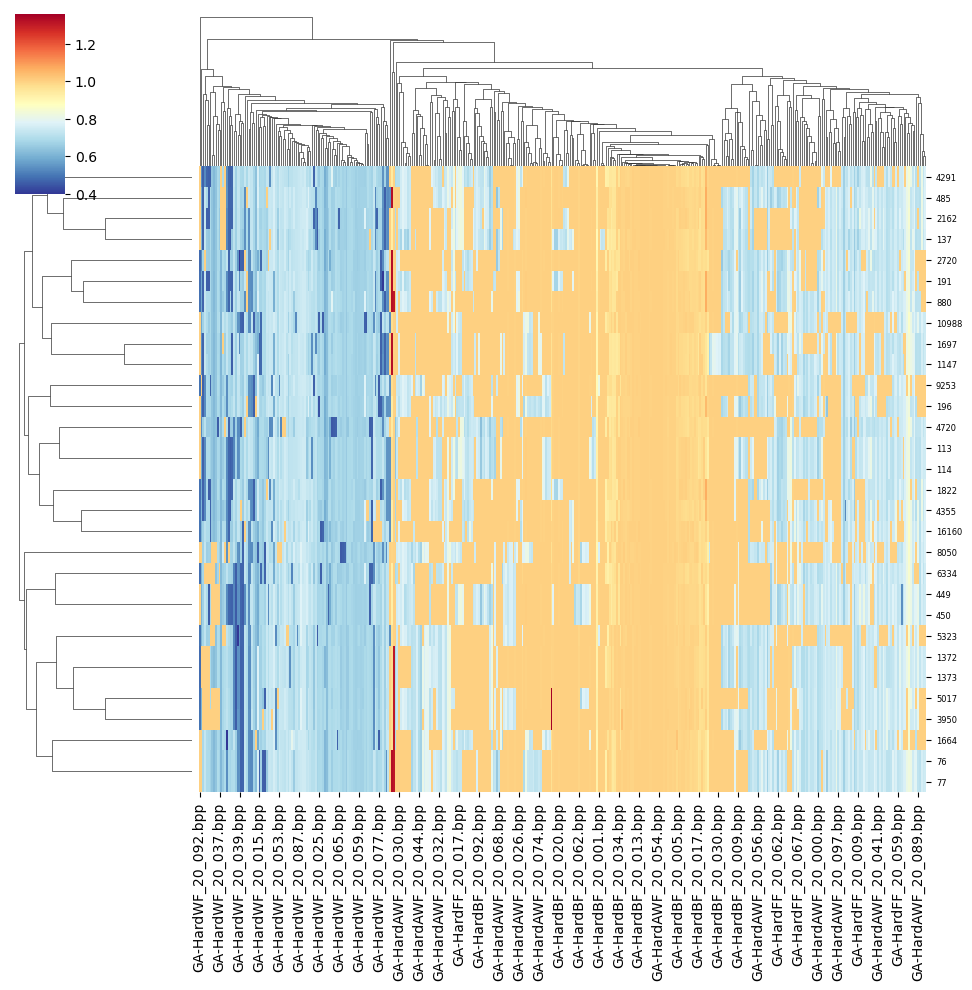 1.2
1.0
0.8
0.6
0.4
4291
485
2162
137
2720
191
880
10988
1697
1147
9253
196
4720
113
114
1822
4355
16160
8050
6334
449
450
5323
1372
1373
5017
3950
1664
76
77
GA-HardWF_20_092.bpp
GA-HardWF_20_037.bpp
GA-HardWF_20_039.bpp
GA-HardWF_20_015.bpp
GA-HardWF_20_053.bpp
GA-HardWF_20_087.bpp
GA-HardWF_20_025.bpp
GA-HardWF_20_065.bpp
GA-HardWF_20_059.bpp
GA-HardWF_20_077.bpp
GA-HardAWF_20_030.bpp
GA-HardAWF_20_044.bpp
GA-HardAWF_20_032.bpp
GA-HardFF_20_017.bpp
GA-HardBF_20_092.bpp
GA-HardAWF_20_068.bpp
GA-HardAWF_20_026.bpp
GA-HardAWF_20_074.bpp
GA-HardBF_20_020.bpp
GA-HardBF_20_062.bpp
GA-HardBF_20_001.bpp
GA-HardBF_20_034.bpp
GA-HardBF_20_013.bpp
GA-HardAWF_20_054.bpp
GA-HardBF_20_005.bpp
GA-HardBF_20_017.bpp
GA-HardBF_20_030.bpp
GA-HardBF_20_009.bpp
GA-HardAWF_20_056.bpp
GA-HardFF_20_062.bpp
GA-HardFF_20_067.bpp
GA-HardAWF_20_000.bpp
GA-HardAWF_20_097.bpp
GA-HardFF_20_009.bpp
GA-HardAWF_20_041.bpp
GA-HardFF_20_059.bpp
GA-HardAWF_20_089.bpp